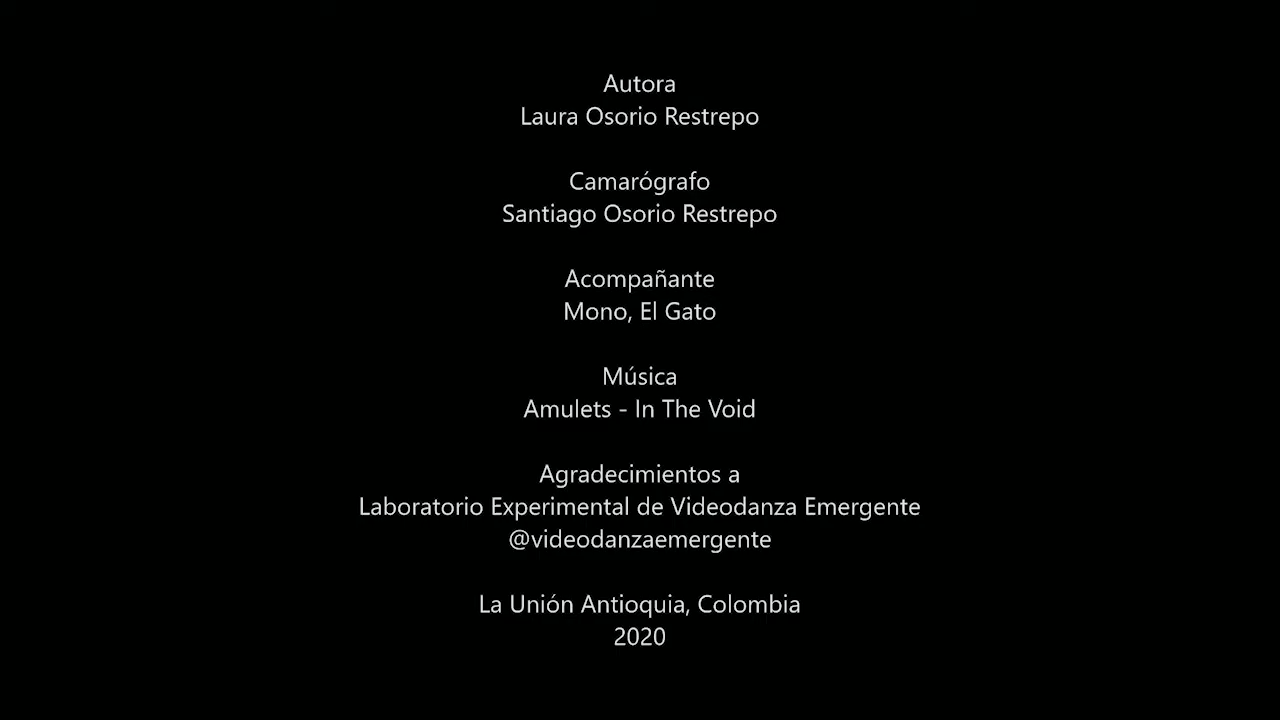 Autora
Laura Osorio Restrepo
Camarógrafo
Santiago Osorio Restrepo
Acompañante
Mono, El Gato
Música
Amulets - In The Void
Agradecimientos a
Laboratorio Experimental de Videodanza Emergente
@videodanzaemergente
La Unión Antioquia, Colombia
2020